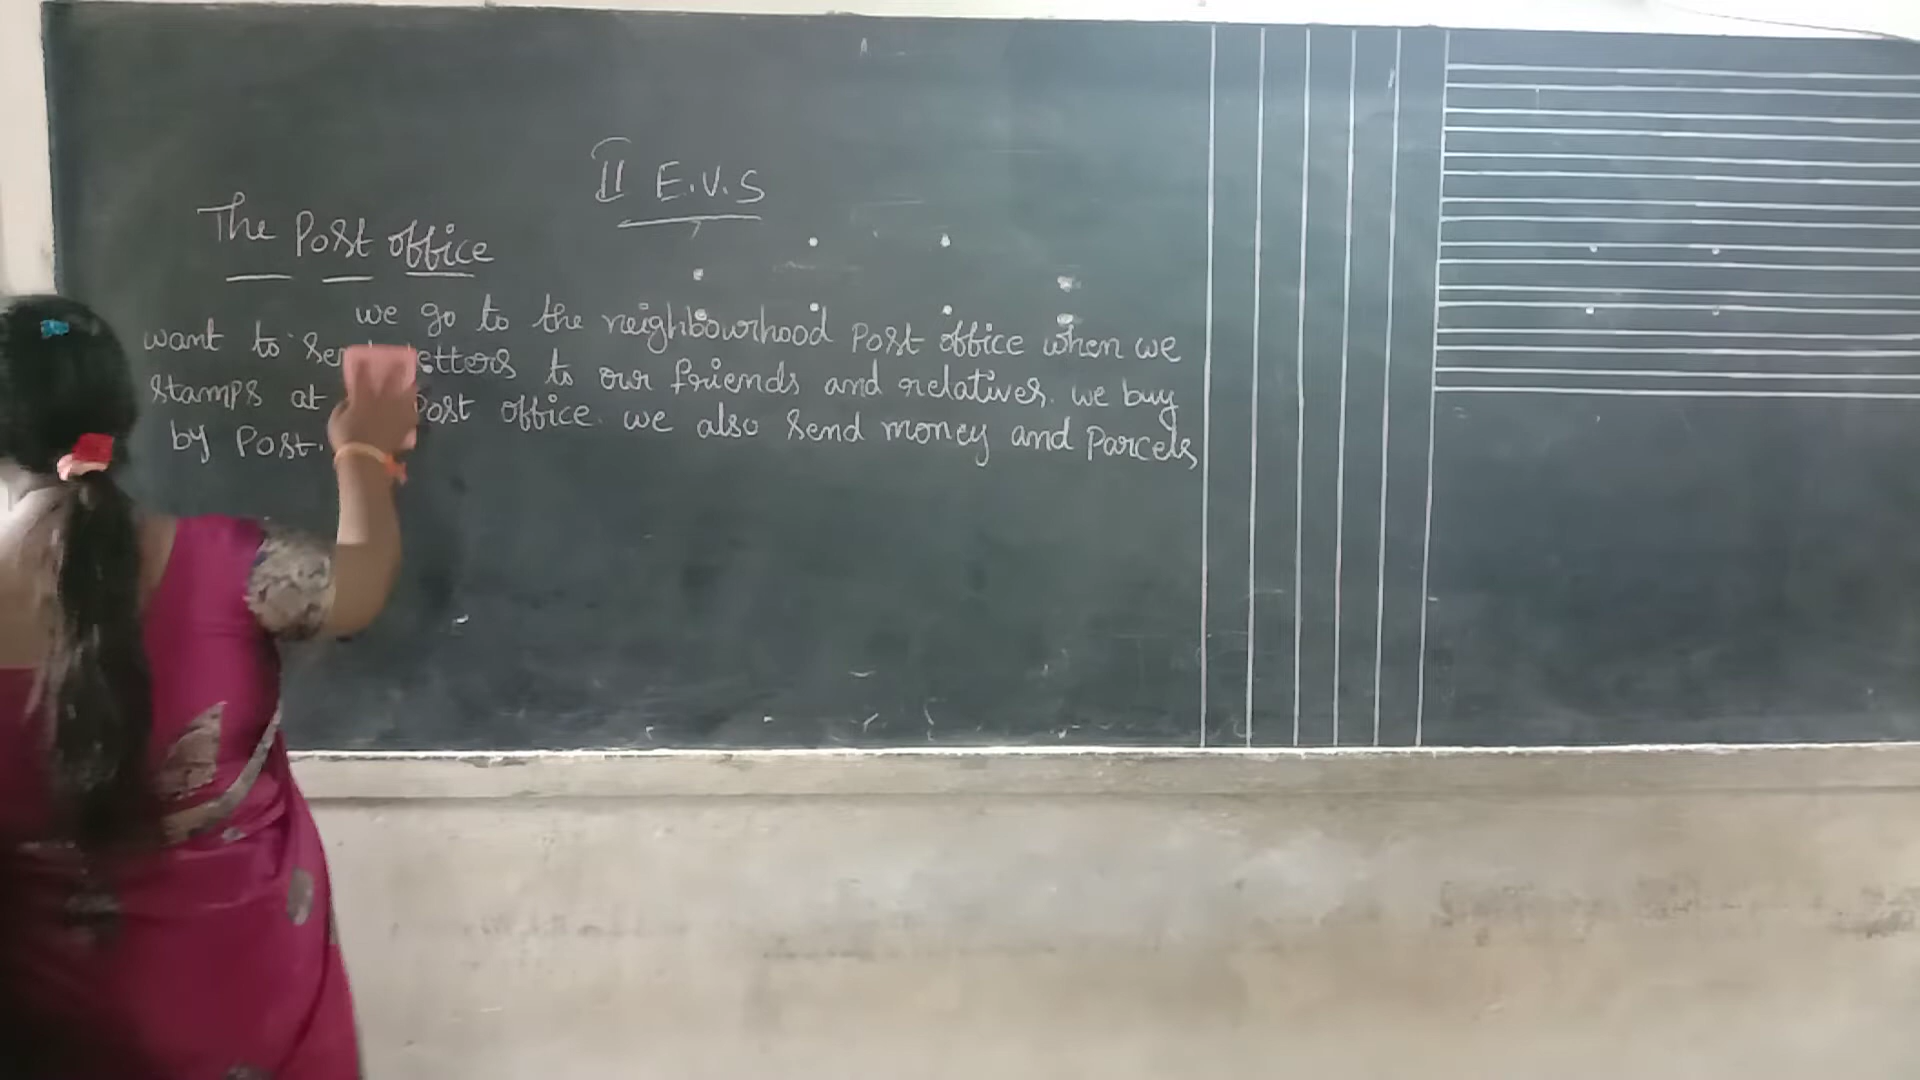 II E.V.S
The Post office
we go to the neighbourhood Post office when we
want to to our friends and relatives. we buy
stamps at Post office. we also send money and Parcels
by Post.